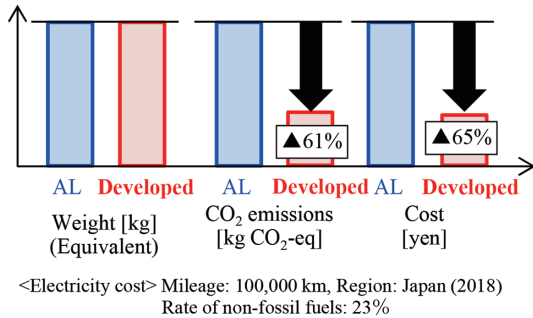 ▲61%
▲65%
AL Developed AL Developed AL Developed
Weight [kg]
(Equivalent)
CO₂ emissions
[kg CO₂-eq]
Cost
[yen]
<Electricity cost> Mileage: 100,000 km, Region: Japan (2018)
Rate of non-fossil fuels: 23%